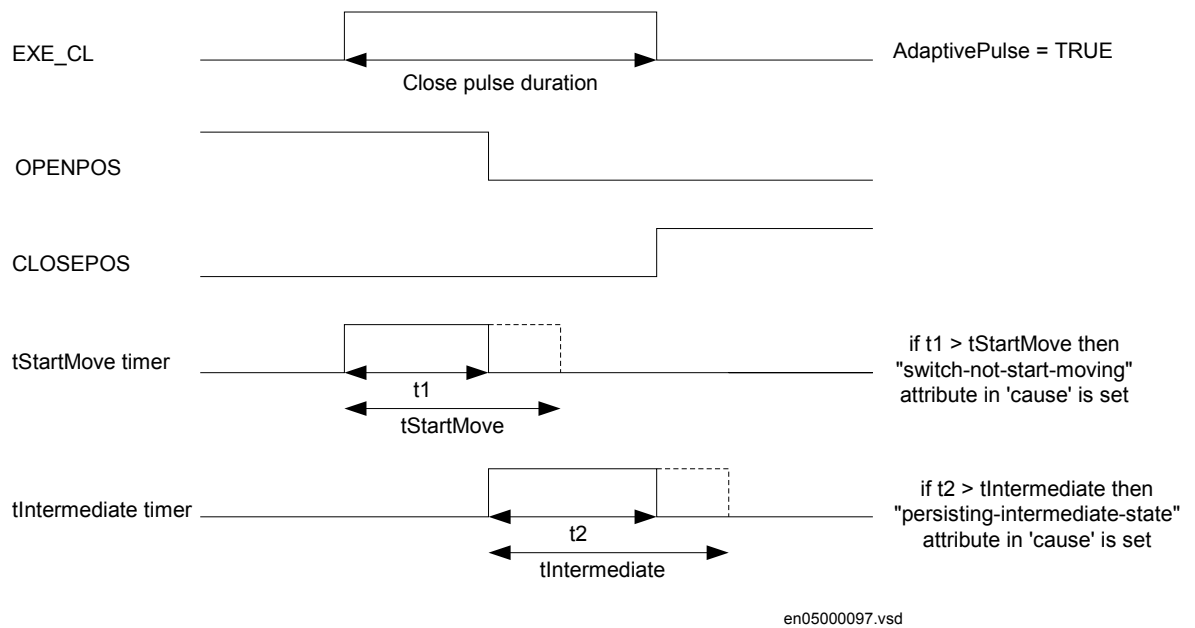 EXE_CL
AdaptivePulse = TRUE
Close pulse duration
OPENPOS
CLOSEPOS
tStartMove timer
t1
tStartMove
if t1 > tStartMove then
"switch-not-start-moving"
attribute in 'cause' is set
tIntermediate timer
t2
tIntermediate
if t2 > tIntermediate then
"persisting-intermediate-state"
attribute in 'cause' is set
en05000097.vsd